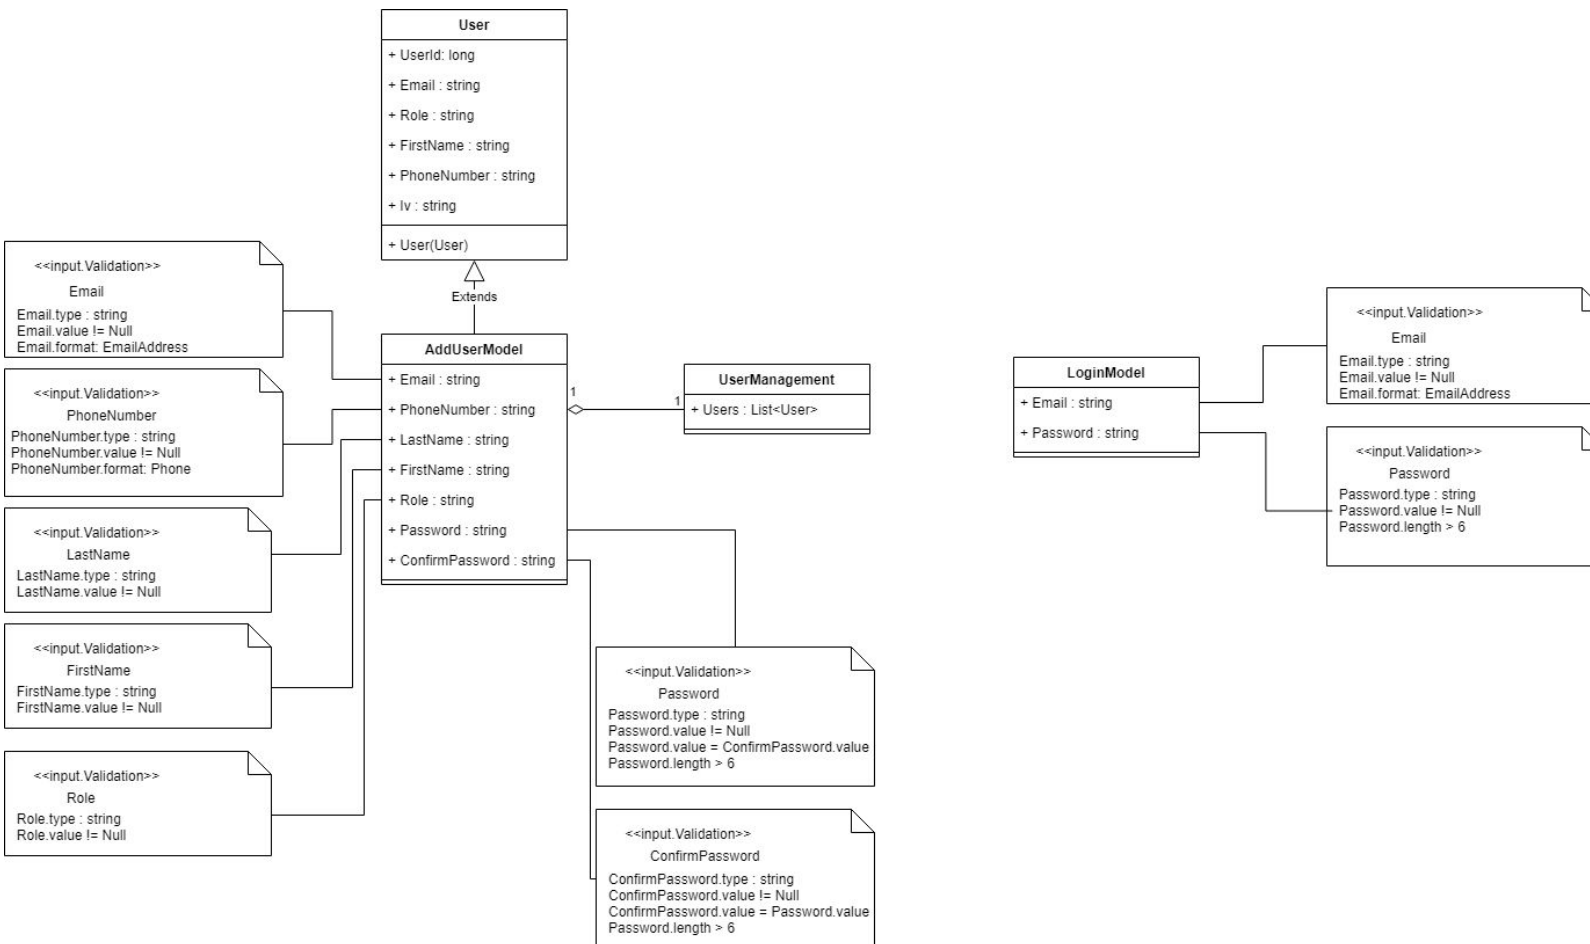 User
+ UserId: long
+ Email : string
+ Role : string
+ FirstName : string
+ PhoneNumber : string
+ Iv : string
+ User(User)
Extends
<<input.Validation>>
Email
Email.type : string
Email.value != Null
Email.format: EmailAddress
<<input.Validation>>
PhoneNumber
PhoneNumber.type : string
PhoneNumber.value != Null
PhoneNumber.format: Phone
<<input.Validation>>
LastName
LastName.type : string
LastName.value != Null
<<input.Validation>>
FirstName
FirstName.type : string
FirstName.value != Null
<<input.Validation>>
Role
Role.type : string
Role.value != Null
AddUserModel
+ Email : string
+ PhoneNumber : string
+ LastName : string
+ FirstName : string
+ Role : string
+ Password : string
+ ConfirmPassword : string
1
1
UserManagement
+ Users : List<User>
<<input.Validation>>
Password
Password.type : string
Password.value != Null
Password.value = ConfirmPassword.value
Password.length > 6
<<input.Validation>>
ConfirmPassword
ConfirmPassword.type : string
ConfirmPassword.value != Null
ConfirmPassword.value = Password.value
Password.length > 6
LoginModel
+ Email : string
+ Password : string
<<input.Validation>>
Email
Email.type : string
Email.value != Null
Email.format: EmailAddress
<<input.Validation>>
Password
Password.type : string
Password.value != Null
Password.length > 6